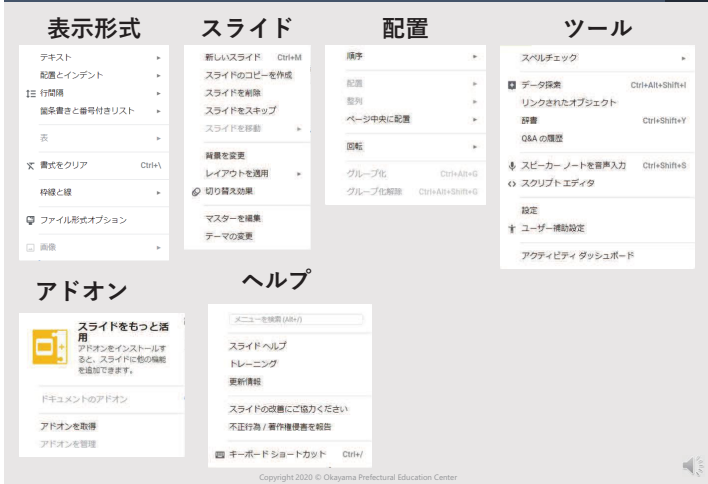 表示形式
テキスト
配置とインデント
行間隔
箇条書きと番号付きリスト
表
書式をクリア Ctrl+\
枠線と線
ファイル形式オプション
画像
スライド
新しいスライド Ctrl+M
スライドのコピーを作成
スライドを削除
スライドをスキップ
スライドを移動
背景を変更
レイアウトを適用
切り替え効果
マスターを編集
テーマの変更
配置
順序
配置
整列
ページ中央に配置
回転
グループ化 Ctrl+Alt+G
グループ化解除 Ctrl+Alt+Shift+G
ツール
スペルチェック
データ探索 Ctrl+Alt+Shift+I
リンクされたオブジェクト
辞書 Ctrl+Shift+Y
Q&A の履歴
スピーカー ノートを音声入力 Ctrl+Shift+S
スクリプト エディタ
設定
ユーザー補助設定
アクティビティ ダッシュボード
アドオン
スライドをもっと活
用
アドオンをインストールす
ると、スライドに他の機能
を追加できます。
ドキュメントのアドオン
アドオンを取得
アドオンを管理
ヘルプ
メニューを検索 (Alt+/)
スライド ヘルプ
トレーニング
更新情報
スライドの改善にご協力ください
不正行為 / 著作権侵害を報告
キーボード ショートカット Ctrl+/
Copyright 2020 © Okayama Prefectural Education Center